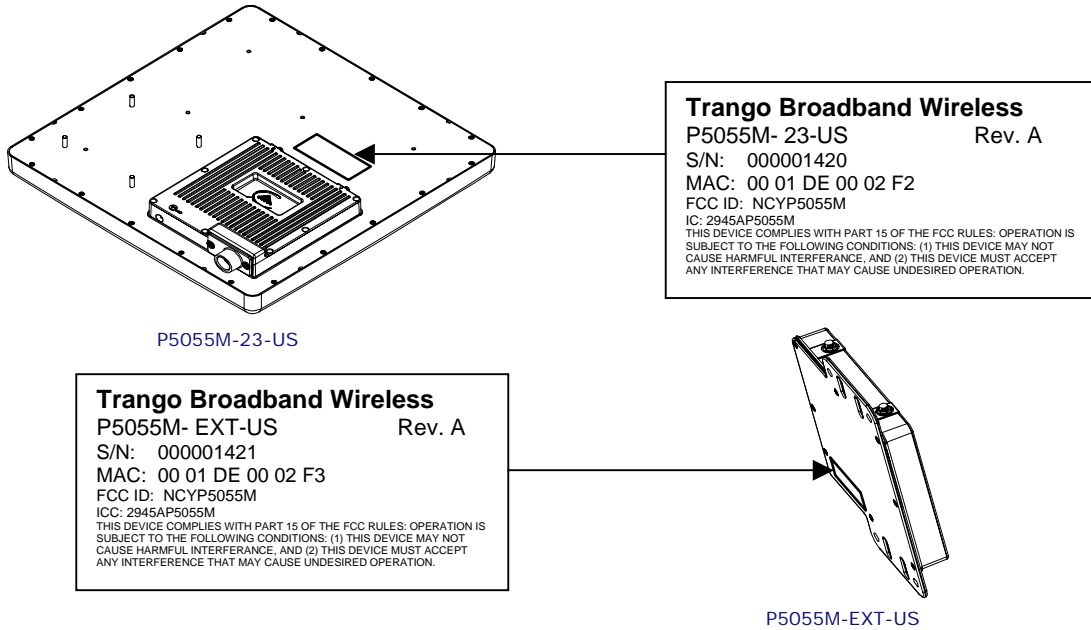 Trango Broadband Wireless
P5055M- 23-US Rev. A
S/N: 000001420
MAC: 00 01 DE 00 02 F2
FCC ID: NCYP5055M
IC: 2945AP5055M
THIS DEVICE COMPLIES WITH PART 15 OF THE FCC RULES: OPERATION IS
SUBJECT TO THE FOLLOWING CONDITIONS: (1) THIS DEVICE MAY NOT
CAUSE HARMFUL INTERFERANCE, AND (2) THIS DEVICE MUST ACCEPT
ANY INTERFERENCE THAT MAY CAUSE UNDESIRED OPERATION.
P5055M-23-US
Trango Broadband Wireless
P5055M- EXT-US Rev. A
S/N: 000001421
MAC: 00 01 DE 00 02 F3
FCC ID: NCYP5055M
ICC: 2945AP5055M
THIS DEVICE COMPLIES WITH PART 15 OF THE FCC RULES: OPERATION IS
SUBJECT TO THE FOLLOWING CONDITIONS: (1) THIS DEVICE MAY NOT
CAUSE HARMFUL INTERFERANCE, AND (2) THIS DEVICE MUST ACCEPT
ANY INTERFERENCE THAT MAY CAUSE UNDESIRED OPERATION.
P5055M-EXT-US